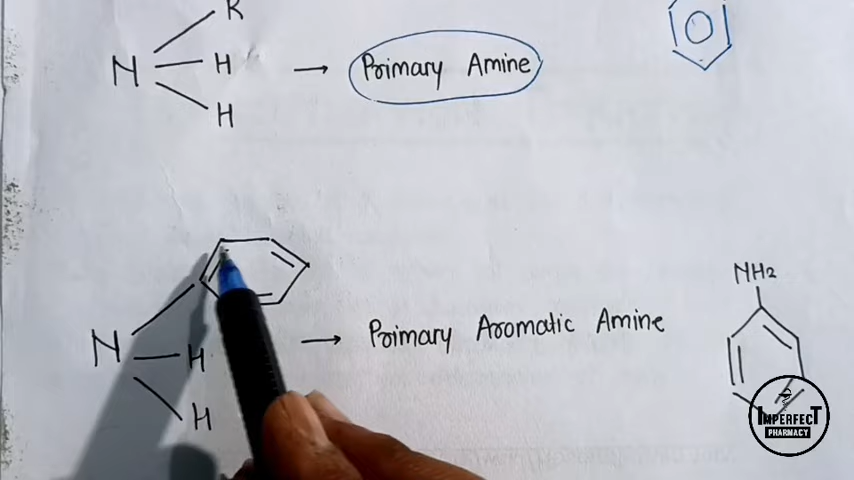 R
N H → Primary Amine
H
NH₂
N H → Primary Aromatic Amine
H
IMPERFECT
PHARMACY